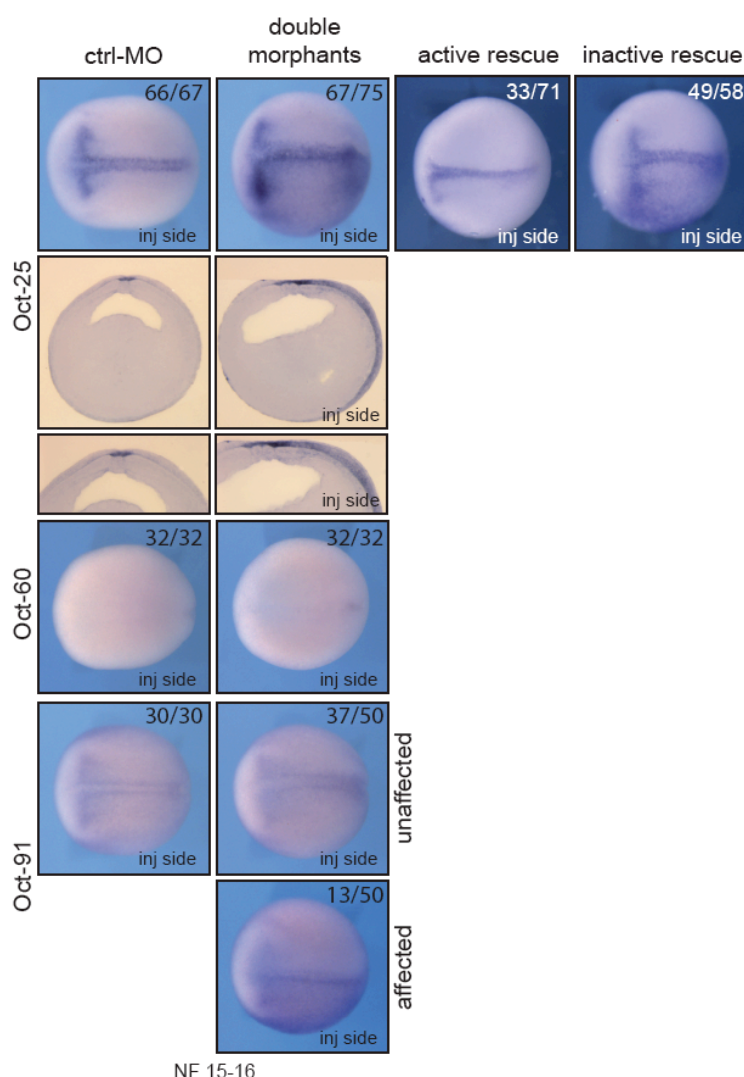 ctrl-MO
double
morphants
active rescue
inactive rescue
Oct-25
66/67
inj side
67/75
inj side
33/71
inj side
49/58
inj side
inj side
inj side
Oct-60
32/32
inj side
32/32
inj side
Oct-91
30/30
inj side
37/50
inj side
unaffected
13/50
inj side
affected
NF 15-16